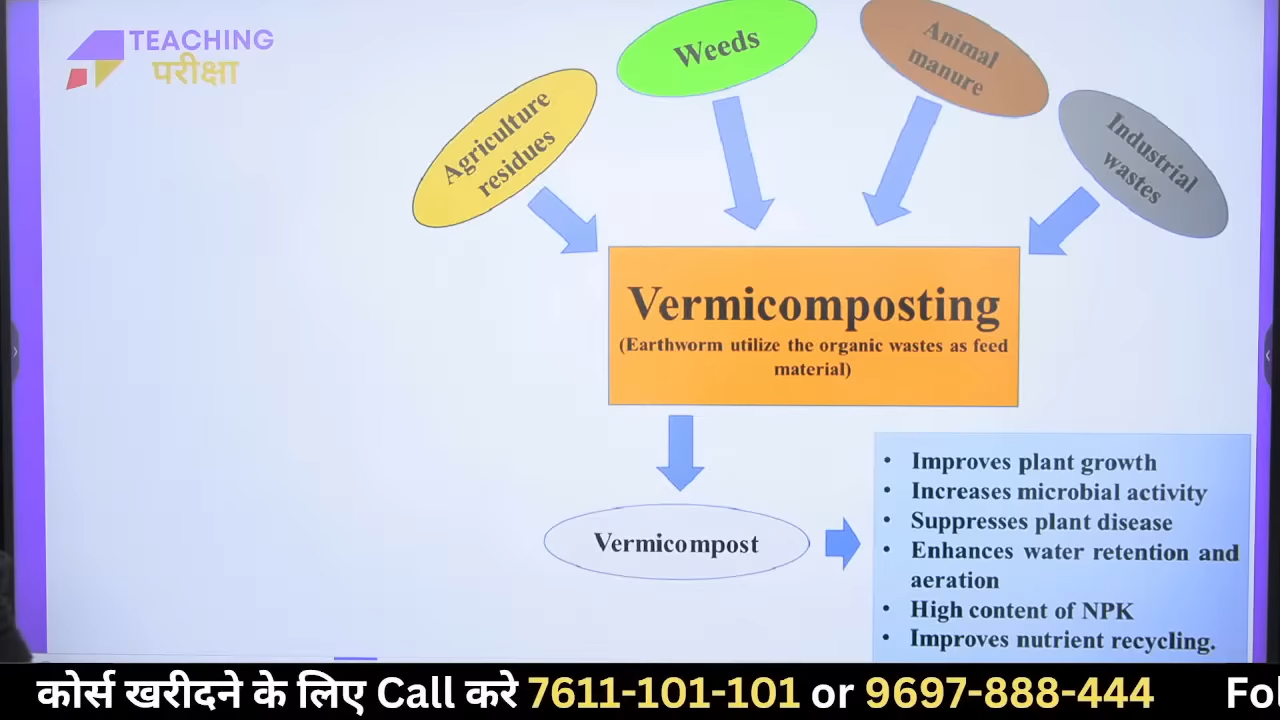 TEACHING
परीक्षा
Weeds
Animal
manure
Agriculture
residues
Industrial
wastes
Vermicomposting
(Earthworm utilize the organic wastes as feed
material)
Vermicompost
• Improves plant growth
• Increases microbial activity
• Suppresses plant disease
• Enhances water retention and
aeration
• High content of NPK
• Improves nutrient recycling.
कोर्स खरीदने के लिए Call करे 7611-101-101 or 9697-888-444